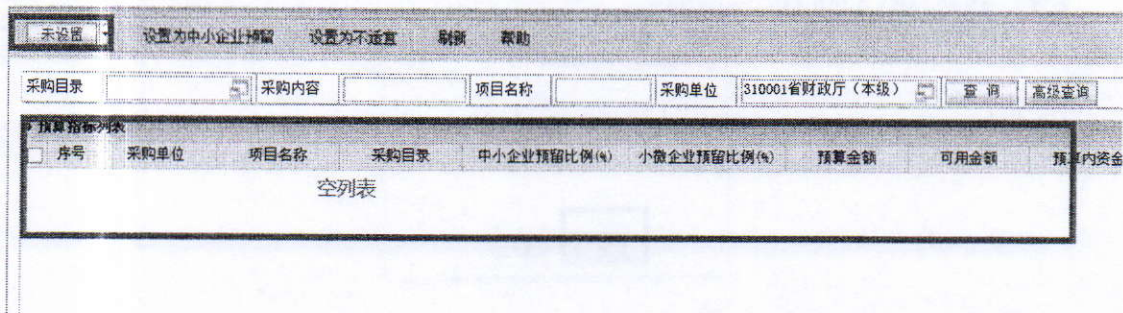 未设置 设置为中小企业预留 设置为不适宜 刷新 帮助
采购目录 采购内容 项目名称 采购单位 310001省财政厅（本级） 查询 高级查询
预算指标列表
序号 采购单位 项目名称 采购目录 中小企业预留比例(%) 小微企业预留比例(%) 预算金额 可用金额 预算内资金
空列表